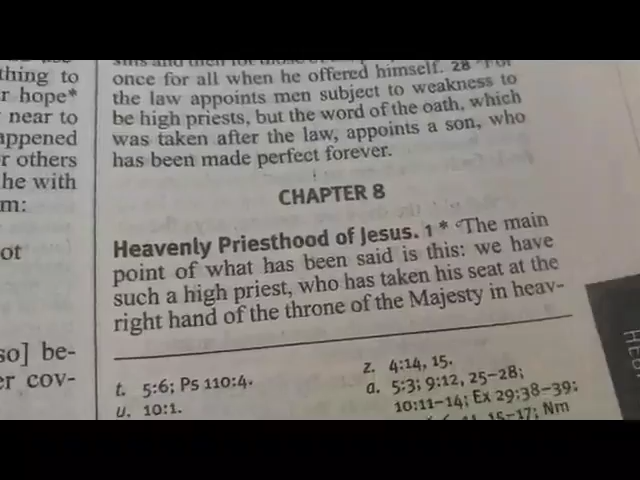 thing to
r hope*
near to
appened
r others
he with
m:
ot
so] be-
er cov-
once for all when he offered himself. 28 For
the law appoints men subject to weakness to
be high priests, but the word of the oath, which
was taken after the law, appoints a son, who
has been made perfect forever.
CHAPTER 8
Heavenly Priesthood of Jesus. 1 * c The main
point of what has been said is this: we have
such a high priest, who has taken his seat at the
right hand of the throne of the Majesty in heav-
t. 5:6; Ps 110:4.
u. 10:1.
z. 4:14, 15.
a. 5:3; 9:12, 25–28;
10:11–14; Ex 29:38–39;
15–17; Nm
HEB